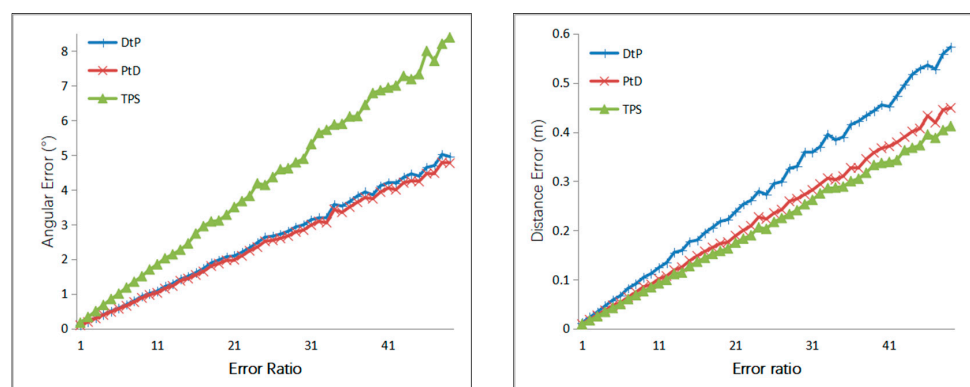 8
7
6
5
4
3
2
1
0
Angular Error (°)
DtP
PtD
TPS
1 11 21 31 41
Error Ratio
0.6
0.5
0.4
0.3
0.2
0.1
0
Distance Error (m)
DtP
PtD
TPS
1 11 21 31 41
Error ratio